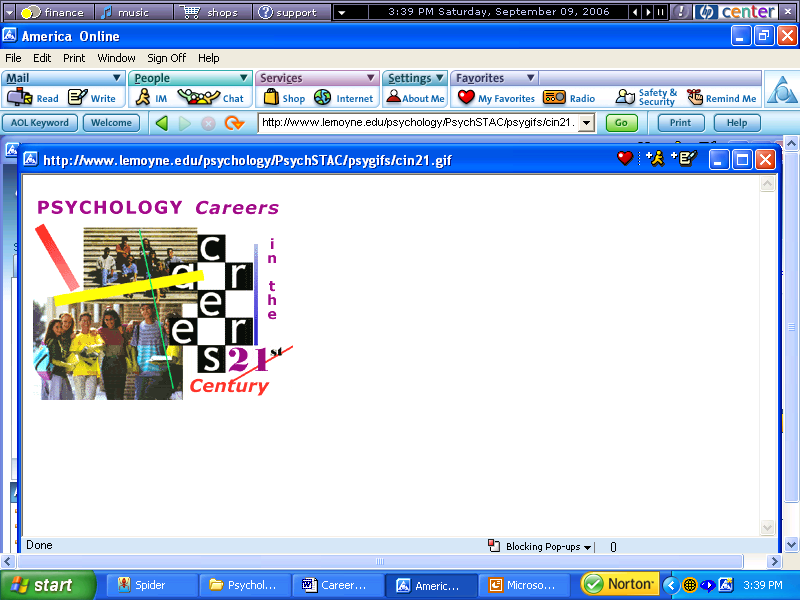 finance music shops support 3:39 PM Saturday, September 09, 2006 ! hp center
America Online
File Edit Print Window Sign Off Help
Mail People Services Settings Favorites
Read Write IM Chat Shop Internet About Me My Favorites Radio Safety & Security Remind Me
AOL Keyword Welcome http://www.lemoyne.edu/psychology/PsychSTAC/psygifs/cin21. Go Print Help
http://www.lemoyne.edu/psychology/PsychSTAC/psygifs/cin21.gif
PSYCHOLOGY Careers
careers
in the
21st
Century
Done Blocking Pop-ups 0
start Spider Psychol... Career... Americ... Microso... Norton 3:39 PM